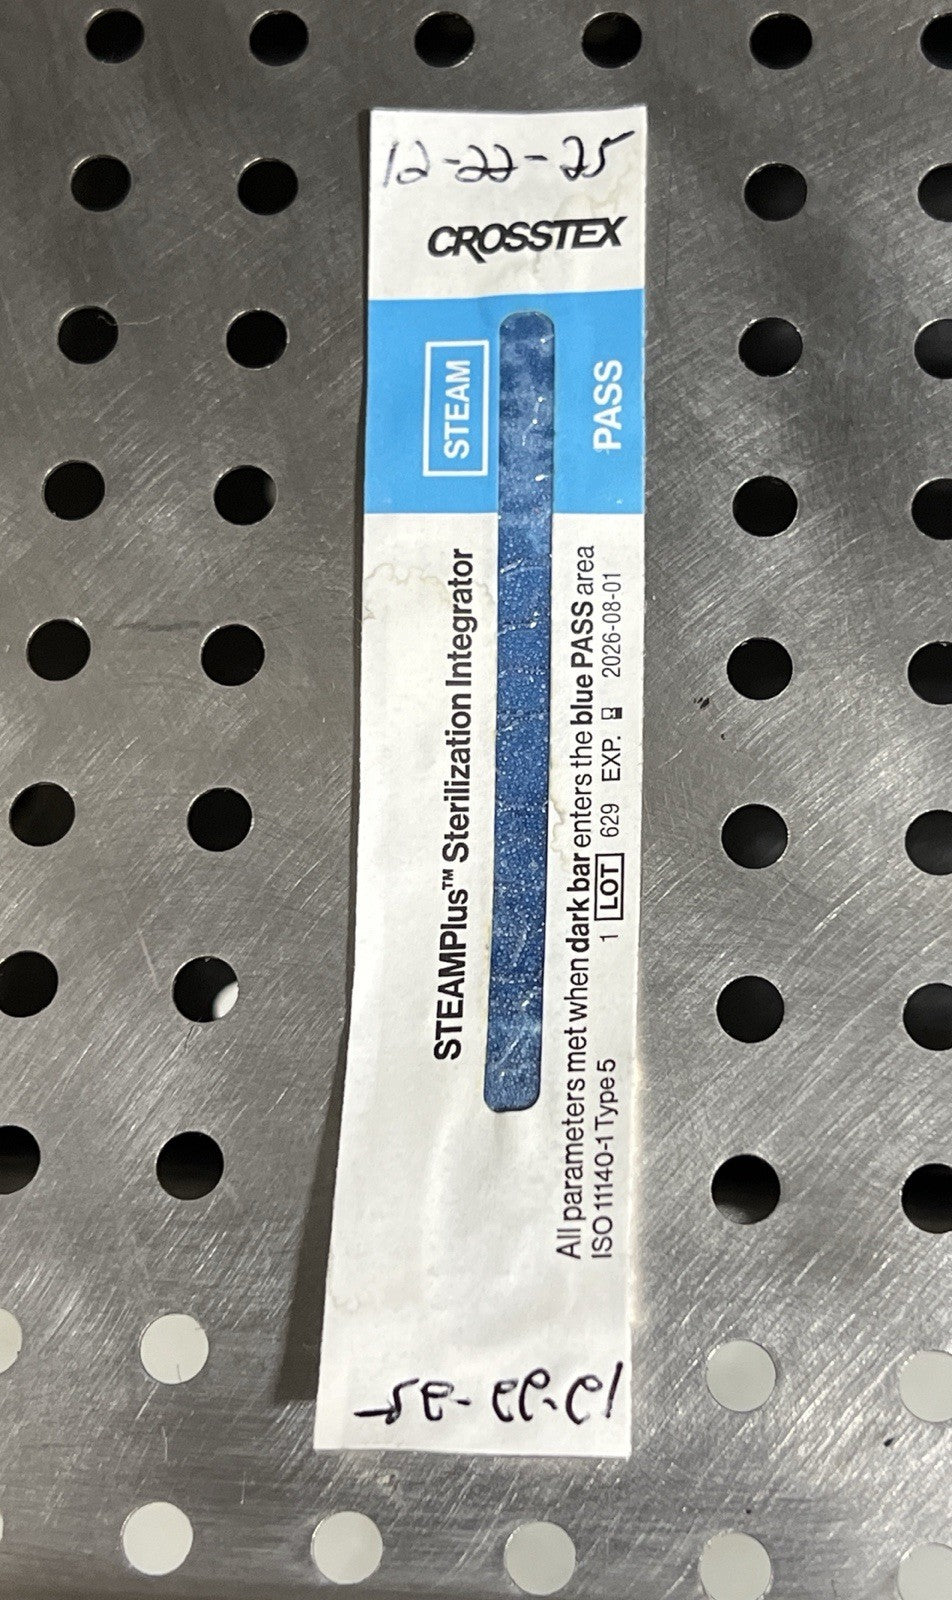 12-22-25
CROSSTEX
STEAM
PASS
STEAMPlus™ Sterilization Integrator
All parameters met when dark bar enters the blue PASS area
ISO 11140-1 Type 5 1 LOT 629 EXP. ⌛ 2026-08-01
12-22-25